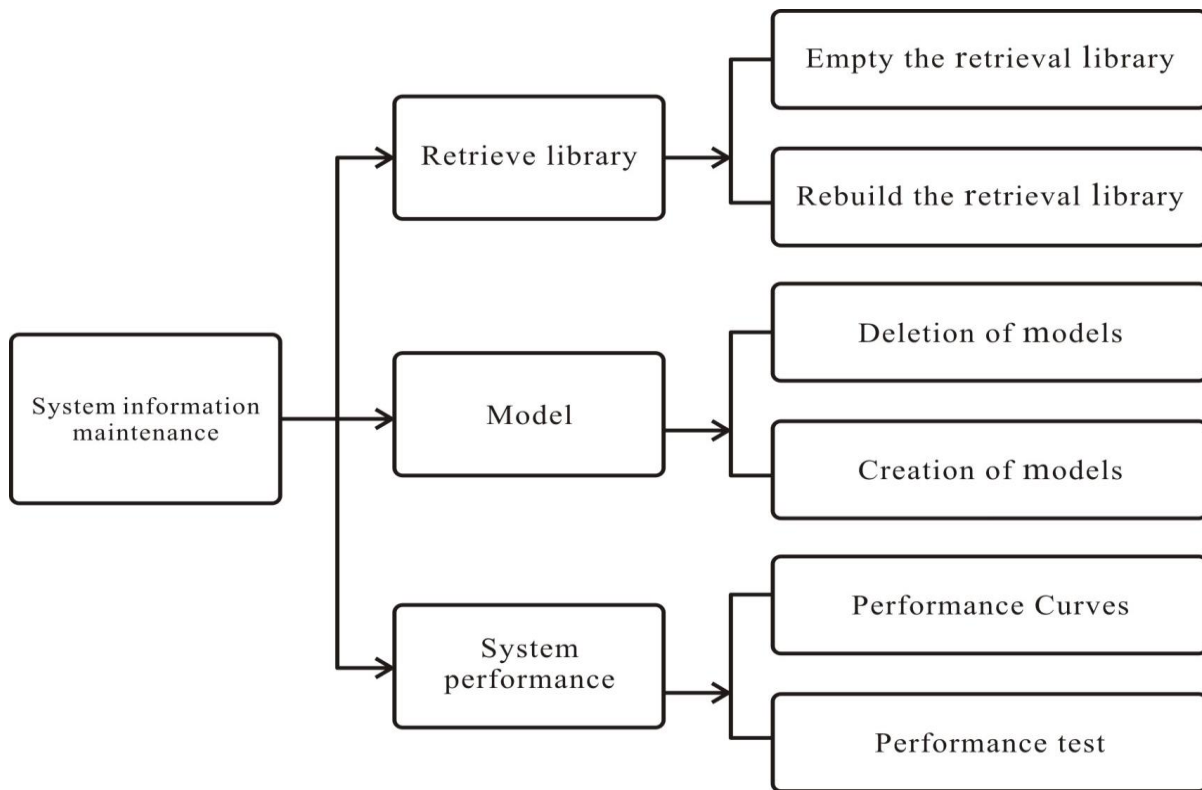 System information
maintenance
Retrieve library
Empty the retrieval library
Rebuild the retrieval library
Model
Deletion of models
Creation of models
System
performance
Performance Curves
Performance test